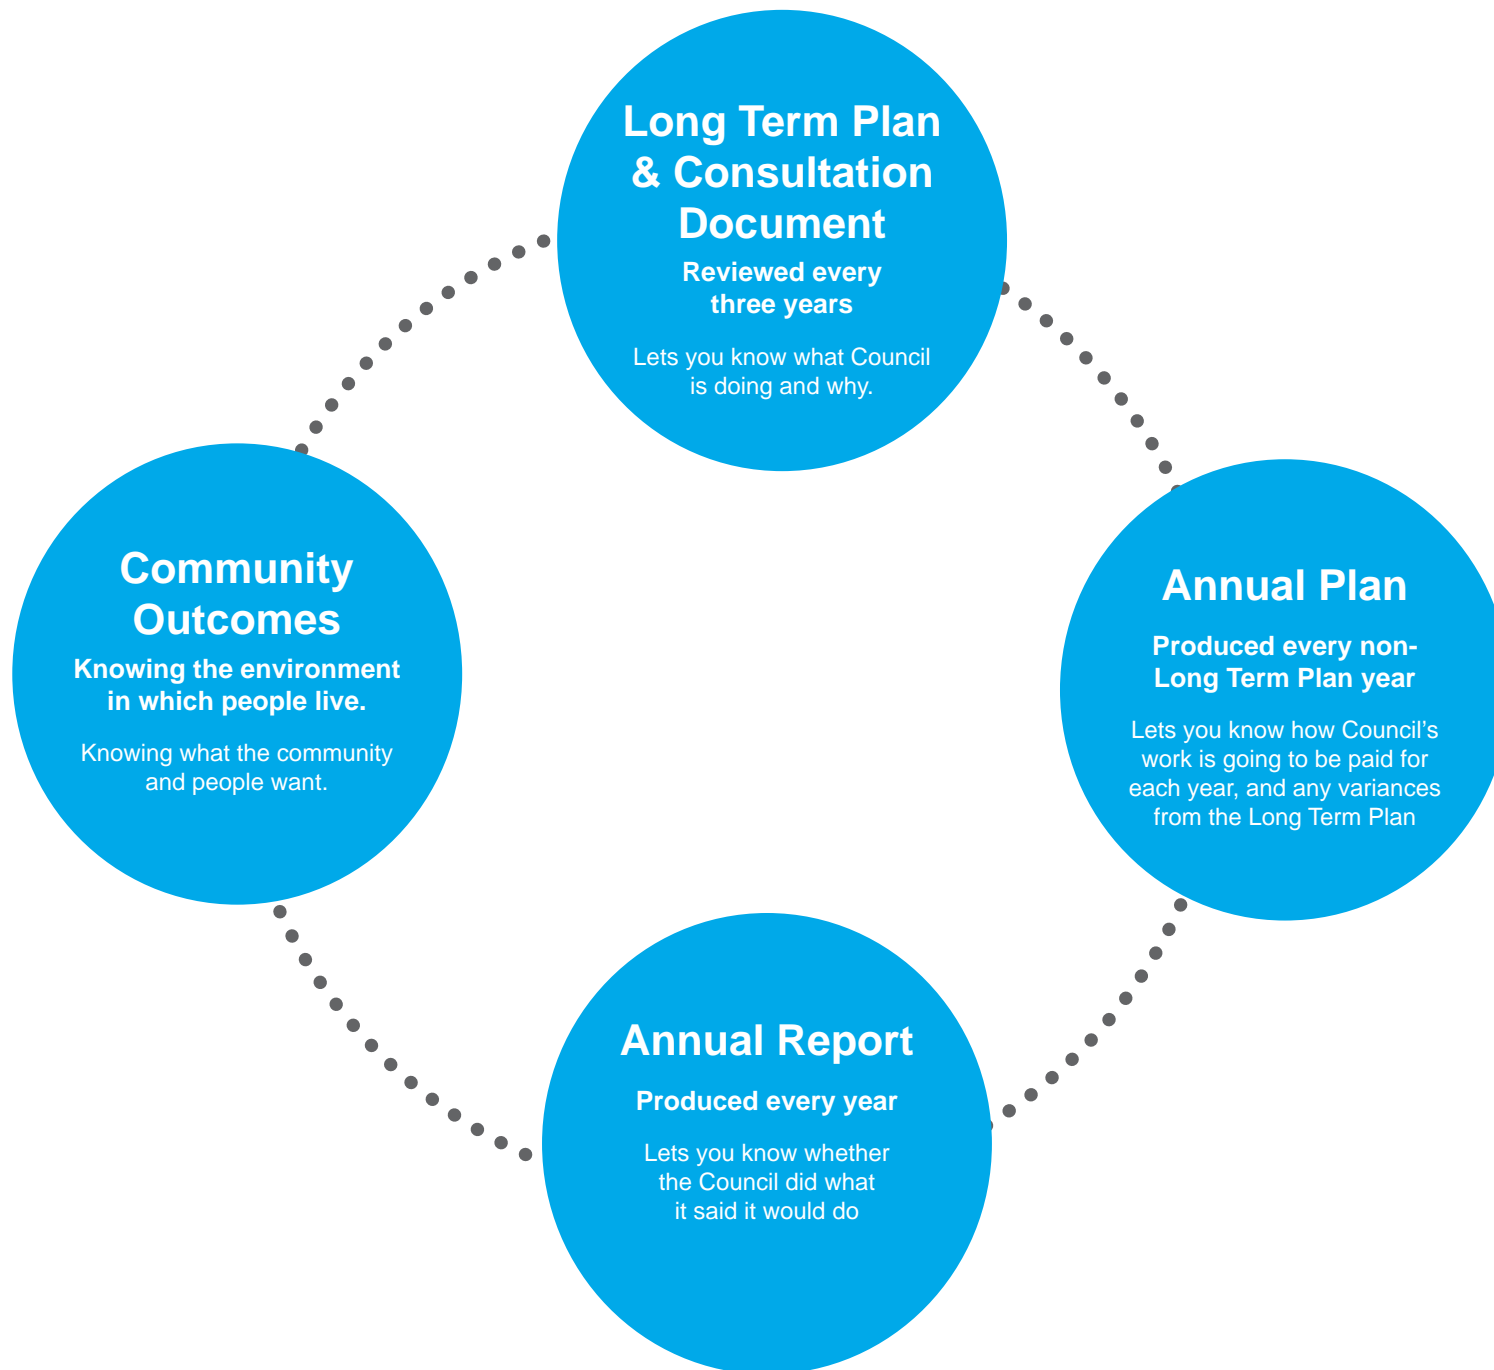 Long Term Plan
& Consultation
Document
Reviewed every
three years
Lets you know what Council
is doing and why.
Community
Outcomes
Knowing the environment
in which people live.
Knowing what the community
and people want.
Annual Plan
Produced every non-
Long Term Plan year
Lets you know how Council’s
work is going to be paid for
each year, and any variances
from the Long Term Plan
Annual Report
Produced every year
Lets you know whether
the Council did what
it said it would do